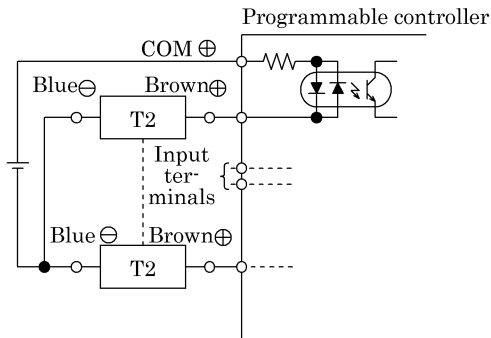 Programmable controller
COM ⊕
Blue⊖ Brown⊕
T2
Input
ter-
minals
Blue⊖ Brown⊕
T2